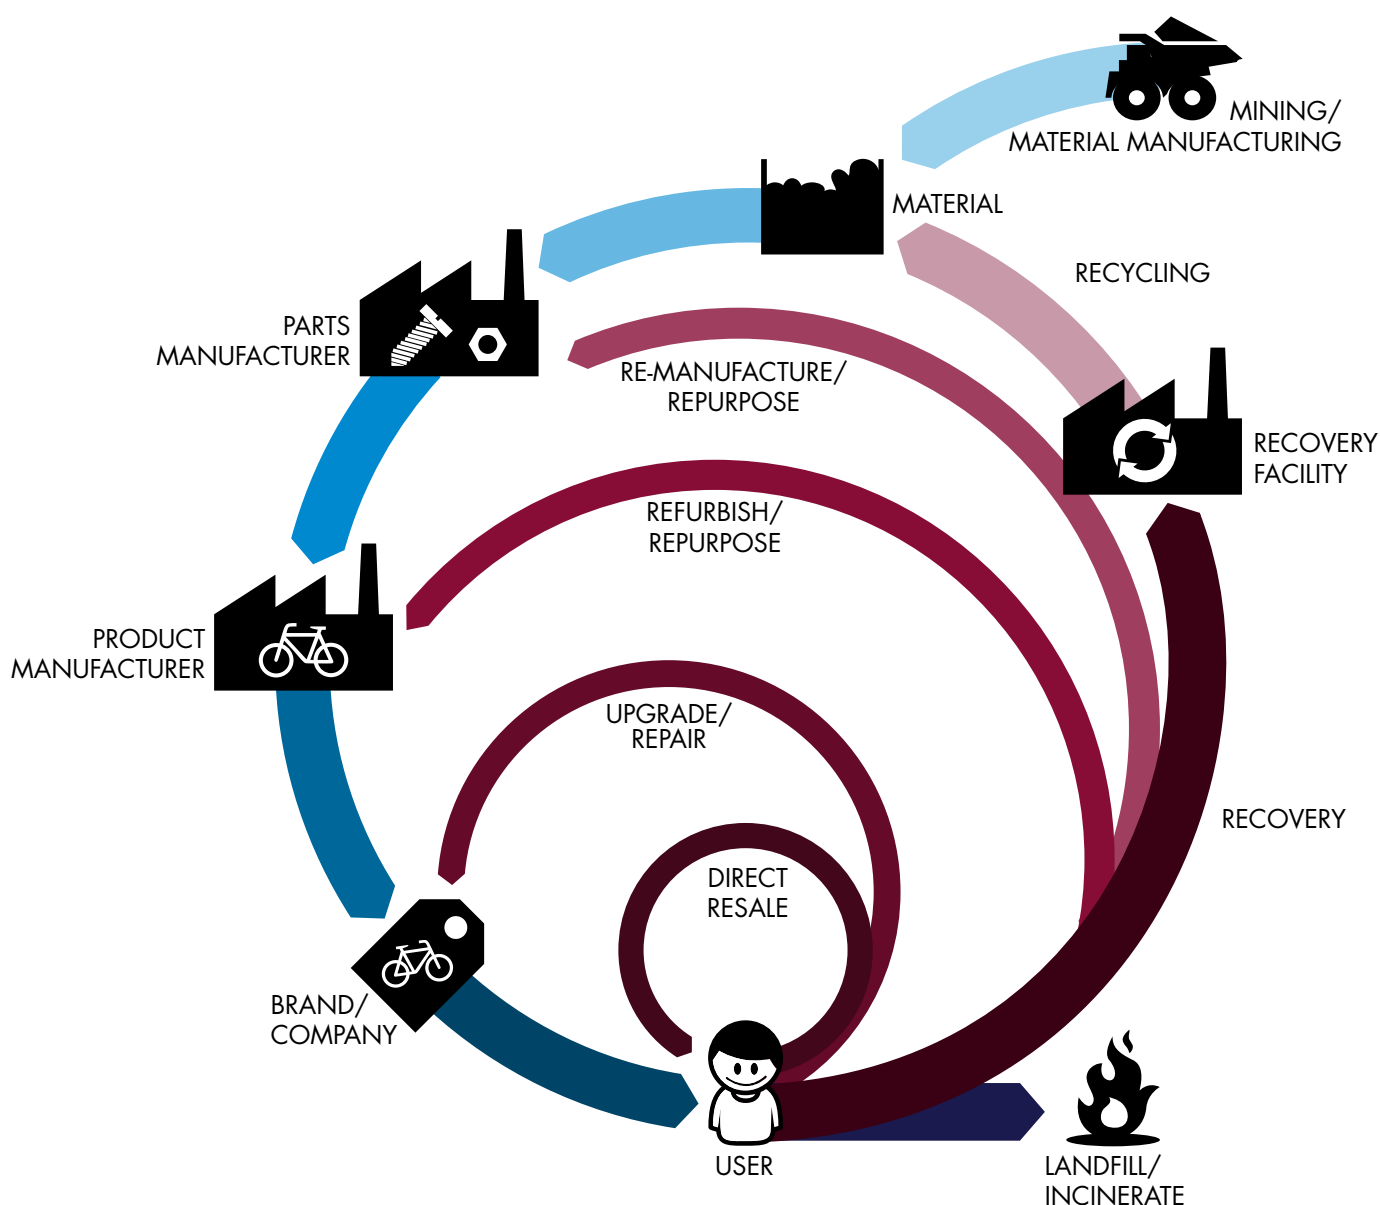 MINING/
MATERIAL MANUFACTURING
MATERIAL
RECYCLING
PARTS
MANUFACTURER
RE-MANUFACTURE/
REPURPOSE
RECOVERY
FACILITY
REFURBISH/
REPURPOSE
PRODUCT
MANUFACTURER
UPGRADE/
REPAIR
RECOVERY
DIRECT
RESALE
BRAND/
COMPANY
USER
LANDFILL/
INCINERATE